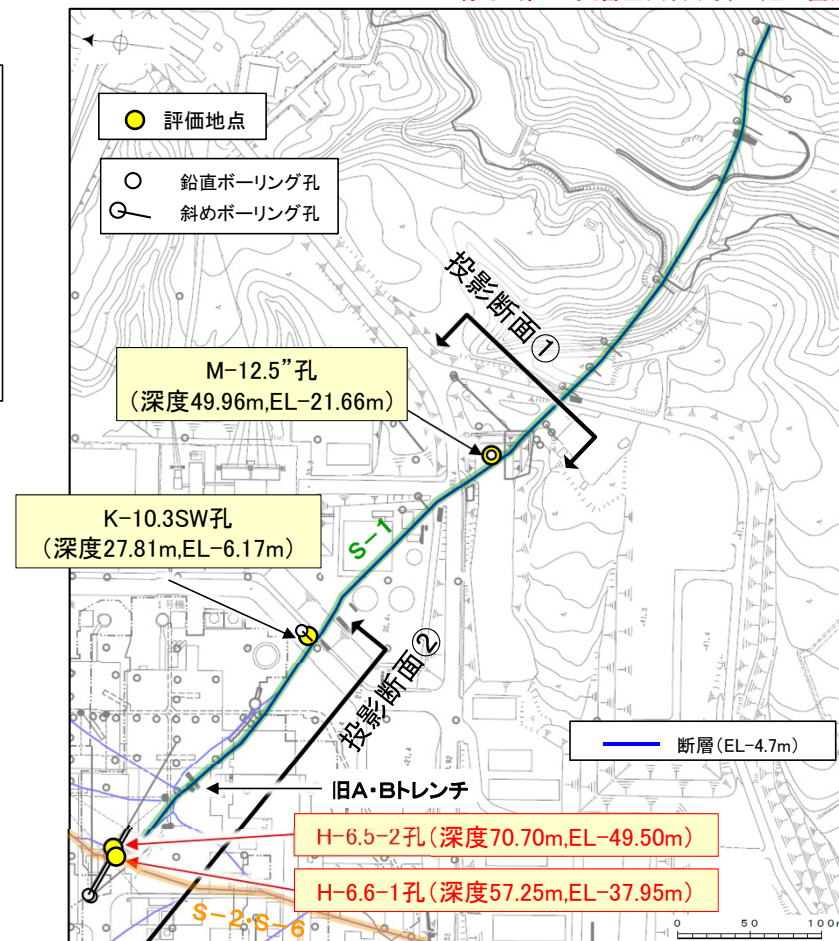 評価地点
鉛直ボーリング孔
斜めボーリング孔
投影断面①
M-12.5”孔
(深度49.96m,EL-21.66m)
K-10.3SW孔
(深度27.81m,EL-6.17m)
S-1
1号機
投影断面②
断層(EL-4.7m)
旧A・Bトレンチ
H-6.5-2孔(深度70.70m,EL-49.50m)
H-6.6-1孔(深度57.25m,EL-37.95m)
S-2・S-6
0 50 100m